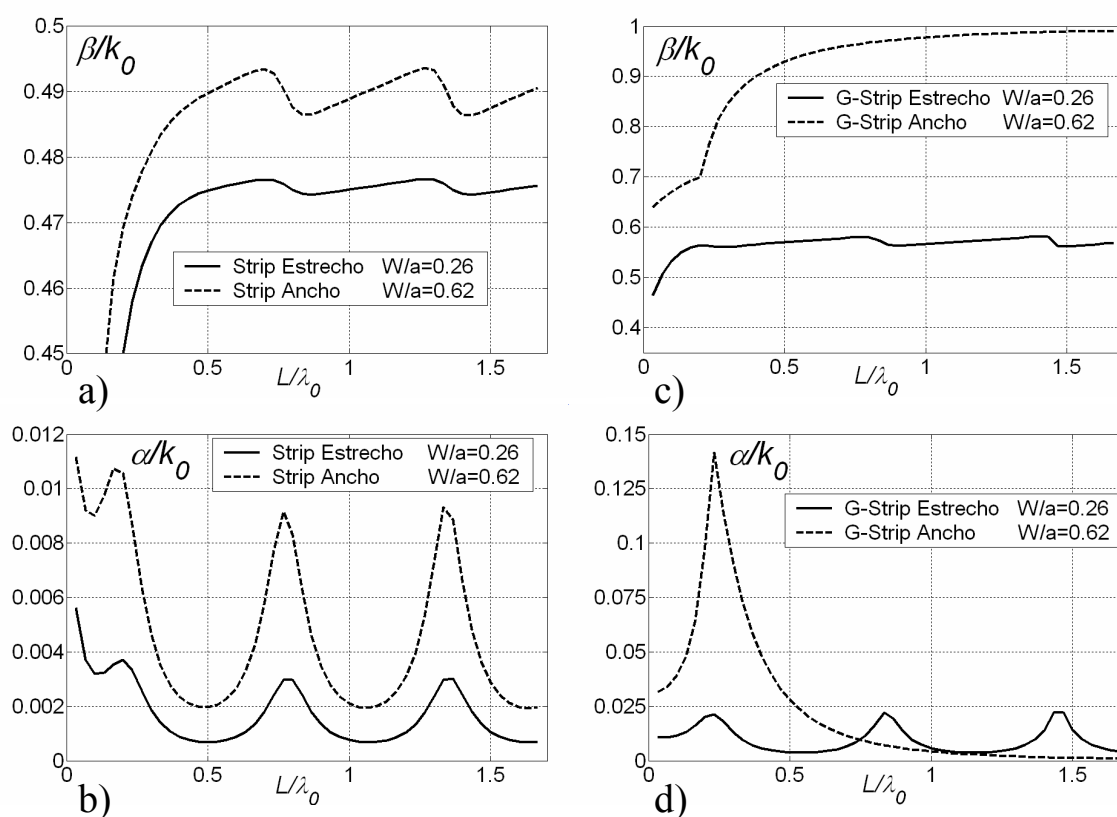 0.5
0.49
0.48
0.47
0.46
0.45
β/k0
Strip Estrecho W/a=0.26
Strip Ancho W/a=0.62
0 0.5 1 1.5
L/λ0
a)
1
0.9
0.8
0.7
0.6
0.5
0.4
β/k0
G-Strip Estrecho W/a=0.26
G-Strip Ancho W/a=0.62
0 0.5 1 1.5
L/λ0
c)
0.012
0.01
0.008
0.006
0.004
0.002
0
α/k0
Strip Estrecho W/a=0.26
Strip Ancho W/a=0.62
0 0.5 1 1.5
L/λ0
b)
0.15
0.125
0.1
0.075
0.05
0.025
0
α/k0
G-Strip Estrecho W/a=0.26
G-Strip Ancho W/a=0.62
0 0.5 1 1.5
L/λ0
d)